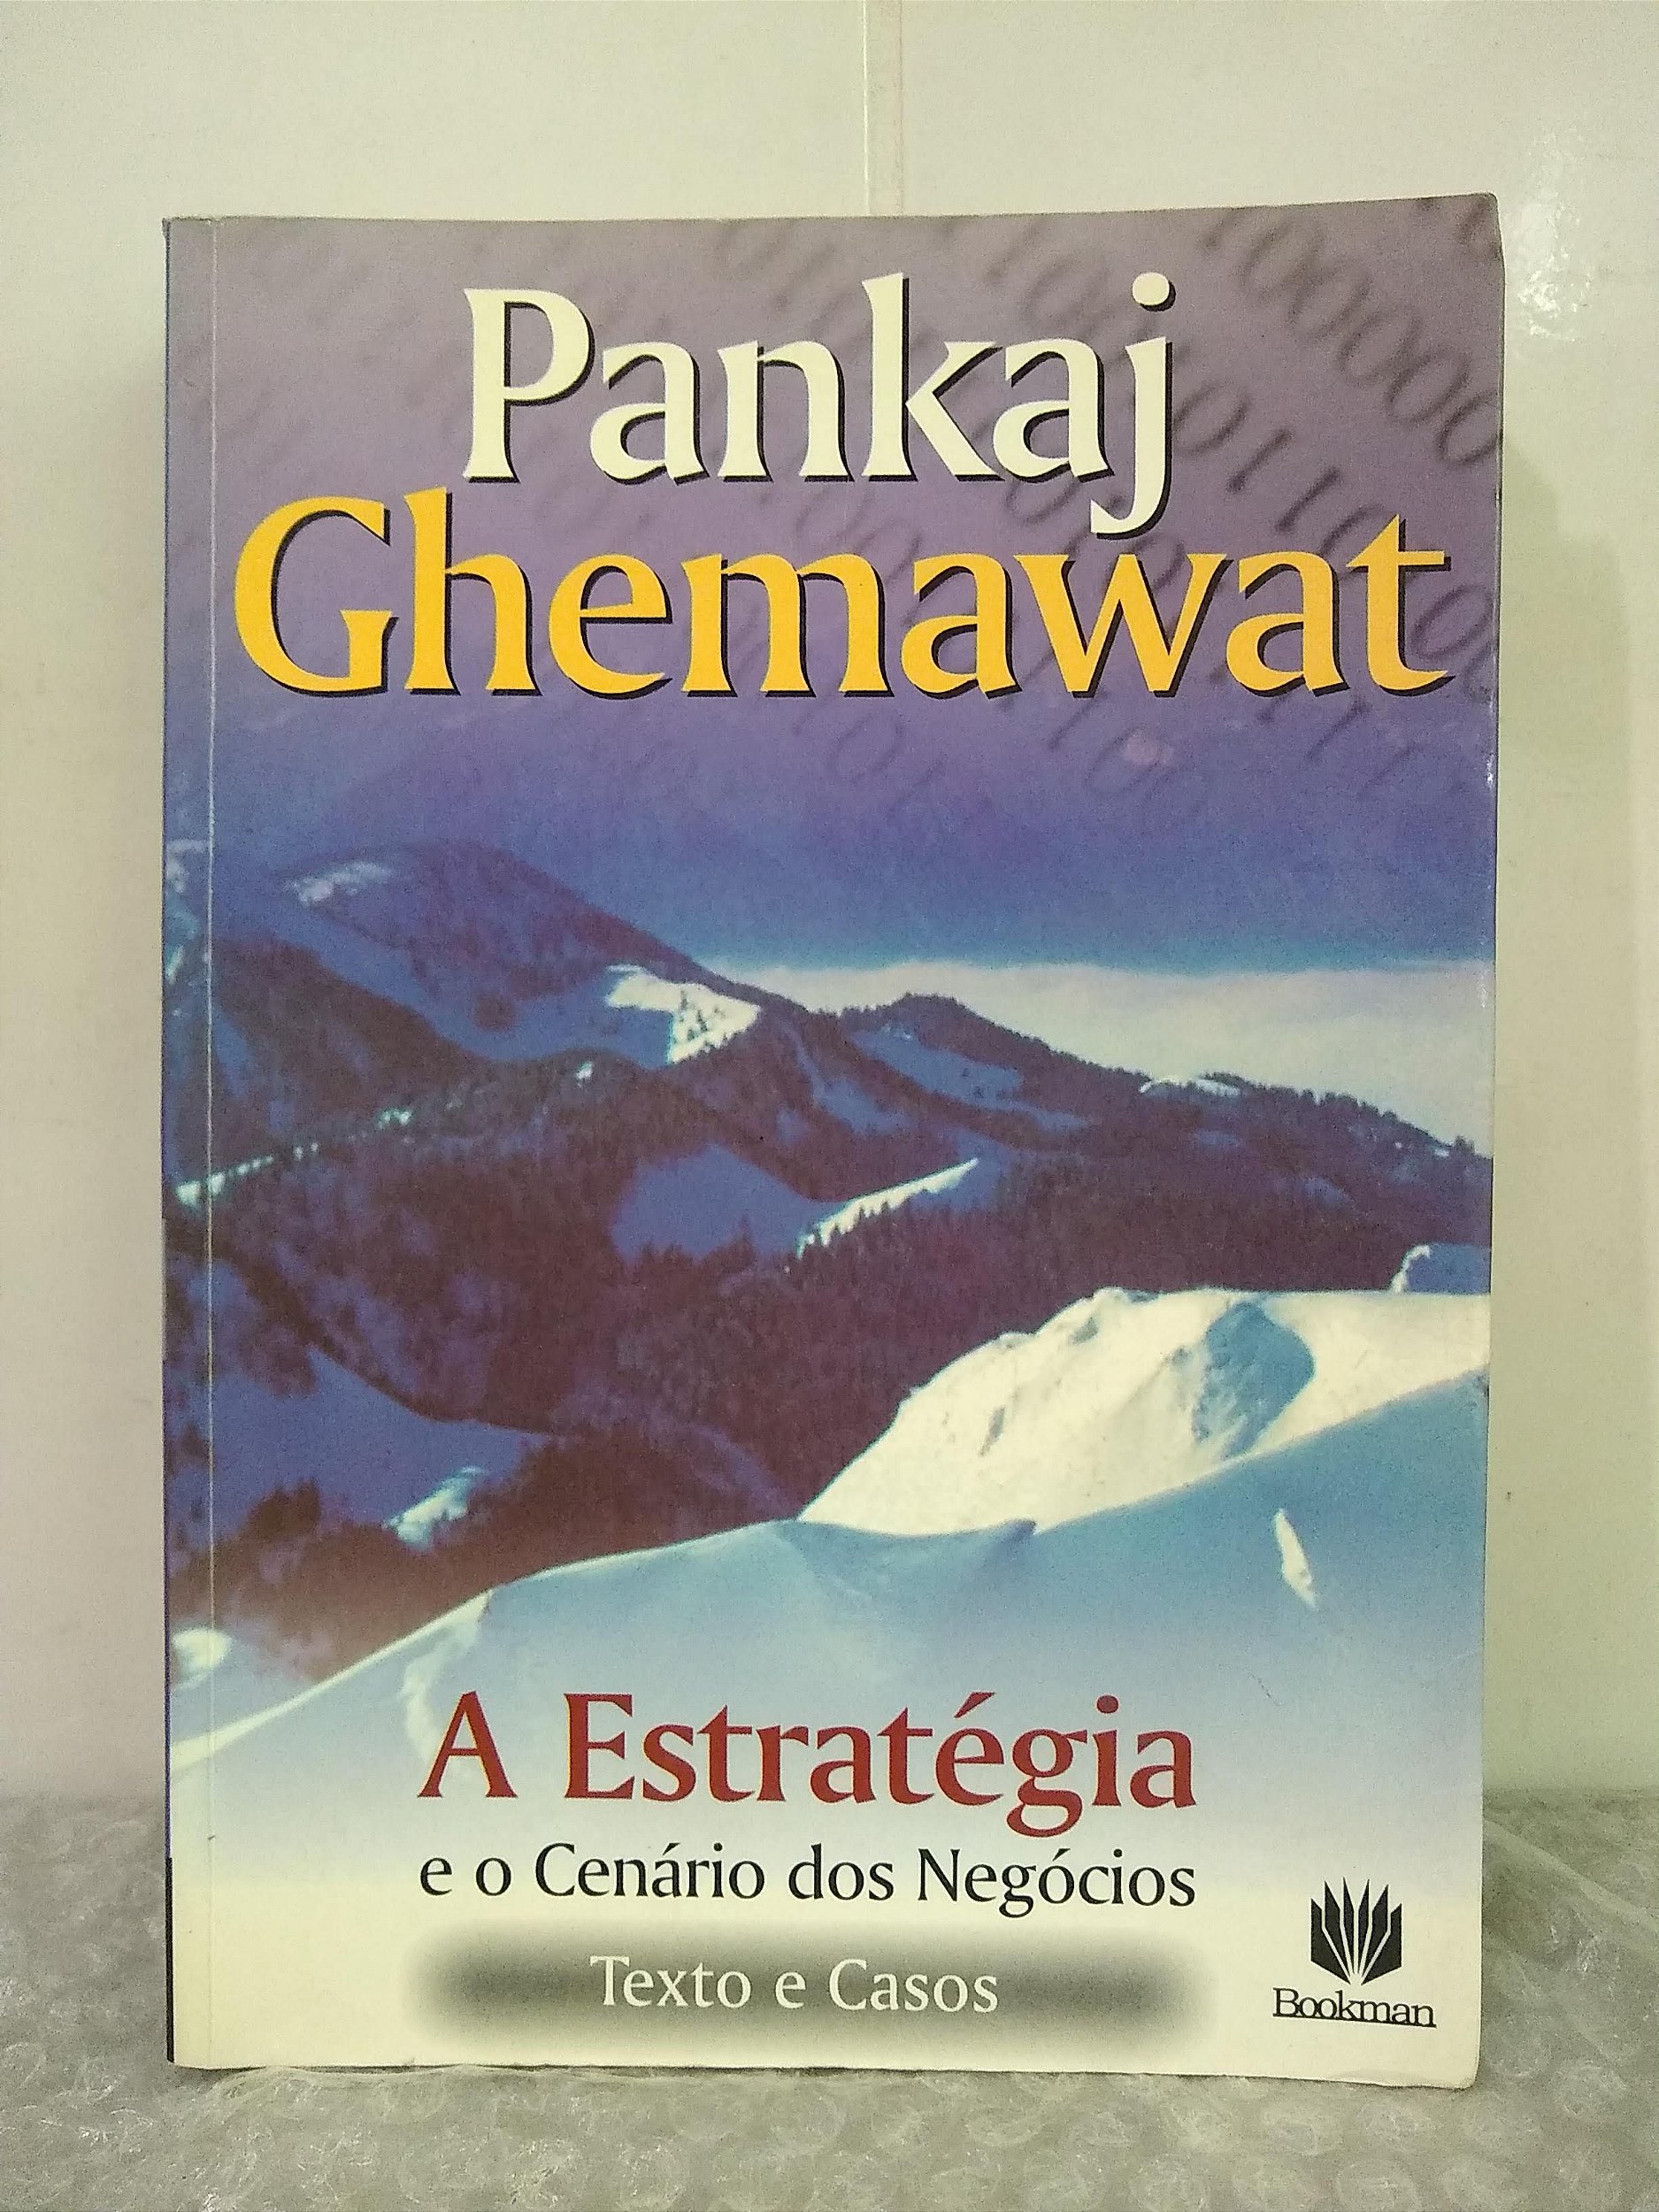 Pankaj
Ghemawat
A Estratégia
e o Cenário dos Negócios
Texto e Casos
Bookman